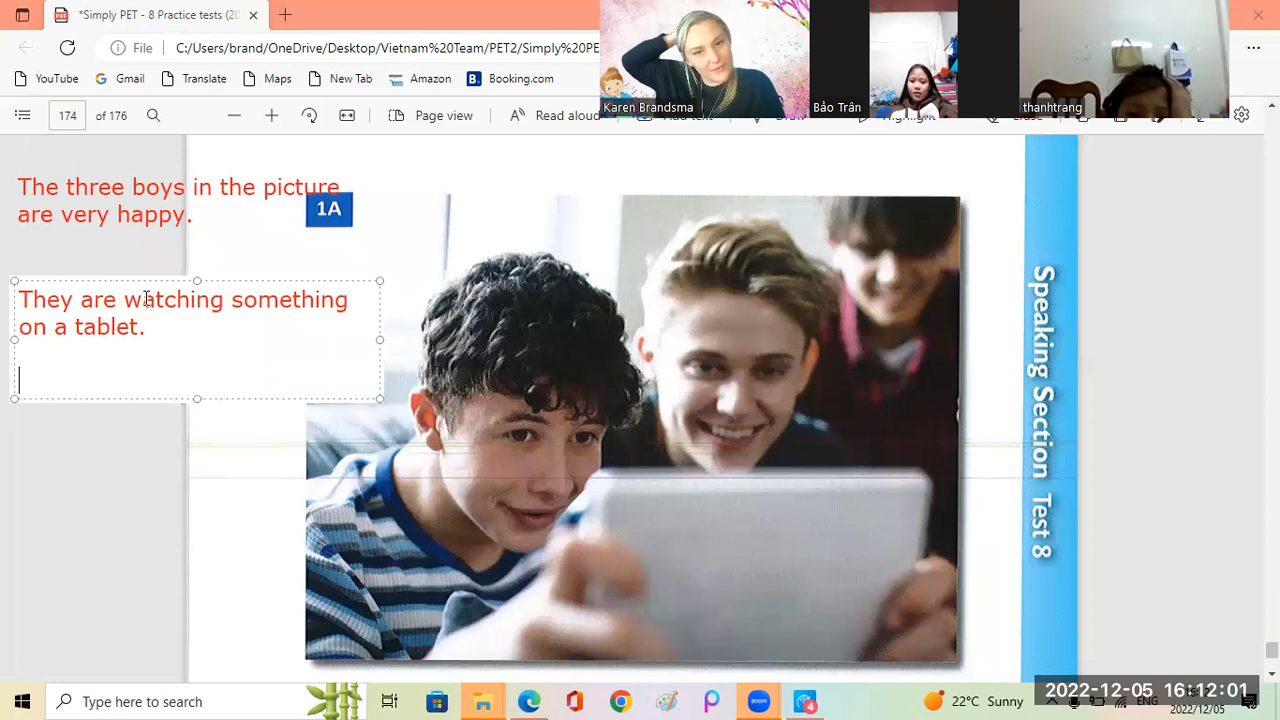 *Simply PET - 8 Practice tests (20
File
C:/Users/brand/OneDrive/Desktop/Vietnam%20Team/PET2/Simply%20PE
YouTube
Gmail
Translate
Maps
New Tab
Amazon
Booking.com
174 of 176
Page view
Read aloud
Karen Brandsma
Bảo Trân
thanhtrang
The three boys in the picture
are very happy.
1A
They are watching something
on a tablet.
Speaking Section Test 8
Type here to search
22°C Sunny
ENG
2022-12-05 16:12:01
2022/12/05